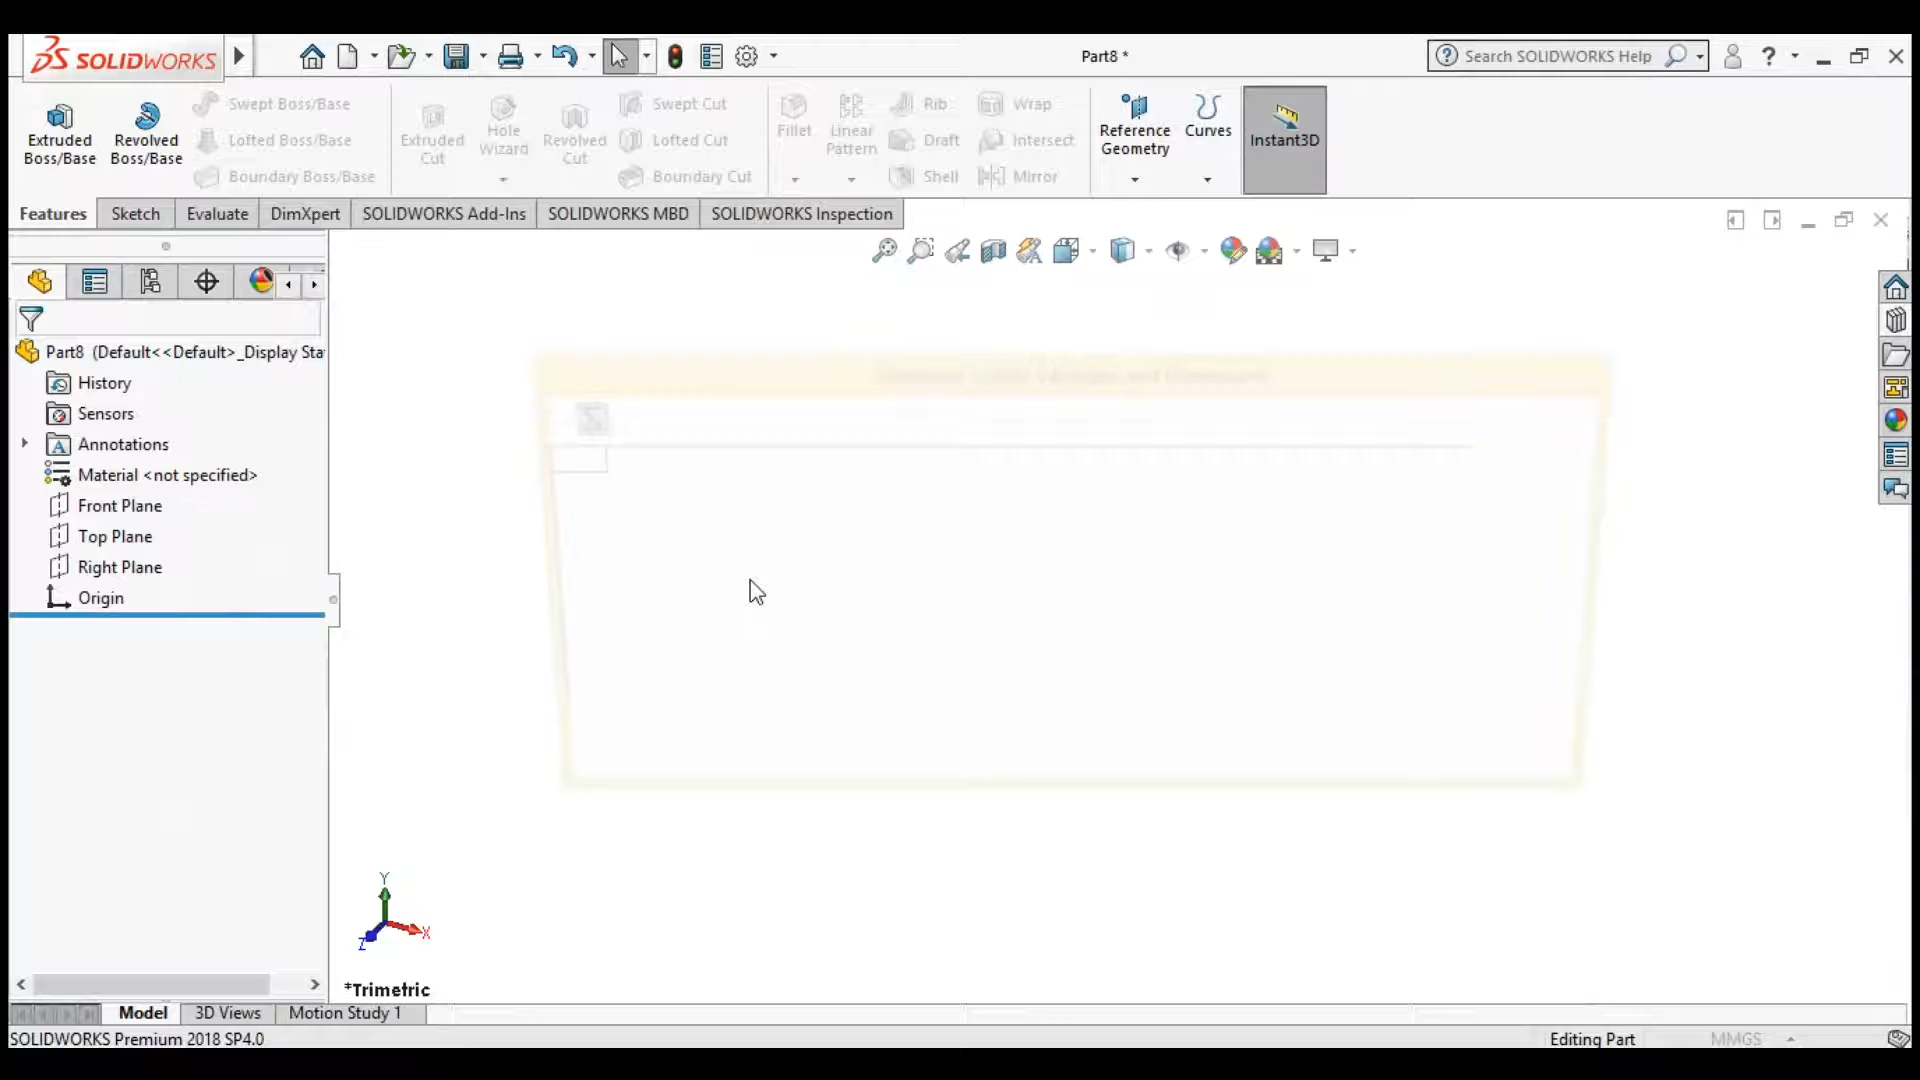 SOLIDWORKS
Part8 *
Search SOLIDWORKS Help
?
Extruded Boss/Base
Revolved Boss/Base
Swept Boss/Base
Lofted Boss/Base
Boundary Boss/Base
Extruded Cut
Hole Wizard
Revolved Cut
Swept Cut
Lofted Cut
Boundary Cut
Fillet
Linear Pattern
Rib
Draft
Shell
Wrap
Intersect
Mirror
Reference Geometry
Curves
Instant3D
Features
Sketch
Evaluate
DimXpert
SOLIDWORKS Add-Ins
SOLIDWORKS MBD
SOLIDWORKS Inspection
Part8 (Default<<Default>_Display Sta
History
Sensors
Annotations
Material <not specified>
Front Plane
Top Plane
Right Plane
Origin
Y
X
Z
*Trimetric
Model
3D Views
Motion Study 1
SOLIDWORKS Premium 2018 SP4.0
Editing Part
MMGS